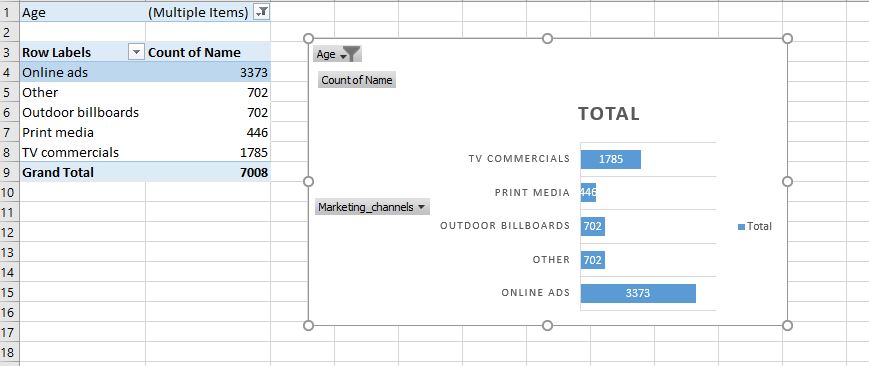 1 Age (Multiple Items)
2
3 Row Labels Count of Name
4 Online ads 3373
5 Other 702
6 Outdoor billboards 702
7 Print media 446
8 TV commercials 1785
9 Grand Total 7008
10
11
12
13
14
15
16
17
18
Age
Count of Name
TOTAL
TV COMMERCIALS 1785
PRINT MEDIA 446
Marketing_channels
OUTDOOR BILLBOARDS 702
Total
OTHER 702
ONLINE ADS 3373